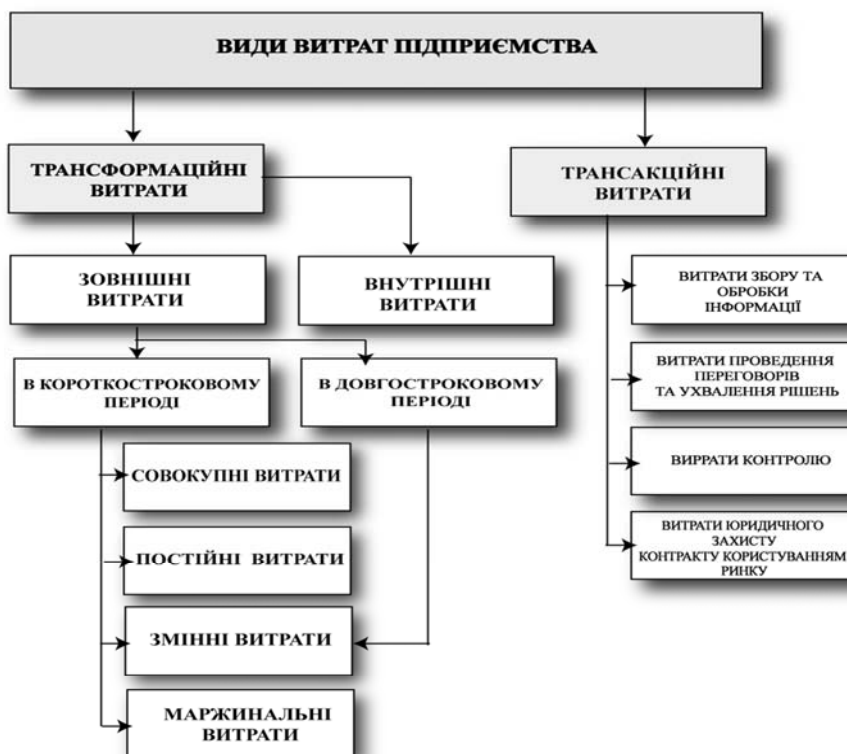 ВИДИ ВИТРАТ ПІДПРИЄМСТВА
ТРАНСФОРМАЦІЙНІ
ВИТРАТИ
ТРАНСАКЦІЙНІ
ВИТРАТИ
ЗОВНІШНІ
ВИТРАТИ
ВНУТРІШНІ
ВИТРАТИ
В КОРОТКОСТРОКОВОМУ
ПЕРІОДІ
В ДОВГОСТРОКОВОМУ
ПЕРІОДІ
СОВОКУПНІ ВИТРАТИ
ПОСТІЙНІ ВИТРАТИ
ЗМІННІ ВИТРАТИ
МАРЖИНАЛЬНІ
ВИТРАТИ
ВИТРАТИ ЗБОРУ ТА
ОБРОБКИ
ІНФОРМАЦІЇ
ВИТРАТИ ПРОВЕДЕННЯ
ПЕРЕГОВОРІВ
ТА УХВАЛЕННЯ РІШЕНЬ
ВИРРАТИ КОНТРОЛЮ
ВИТРАТИ ЮРИДИЧНОГО
ЗАХИСТУ
КОНТРАКТУ КОРИСТУВАННЯМ
РИНКУ